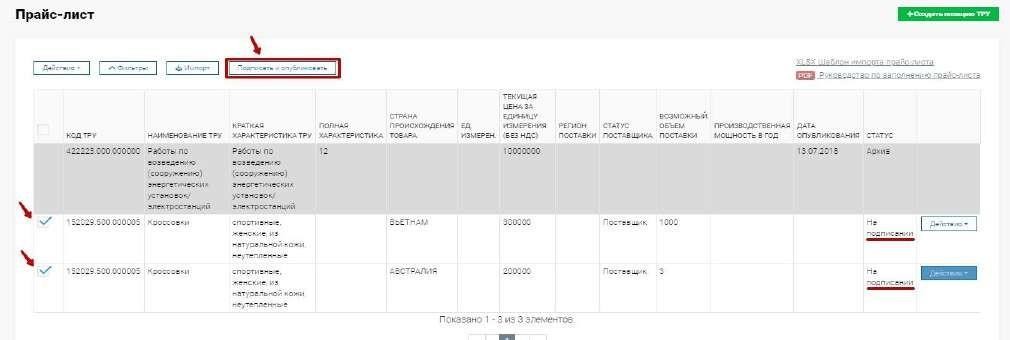 Прайс-лист
+Создать позицию ТРУ
Действия
Фильтры
Импорт
Подписать и опубликовать
XLSX Шаблон импорта прайс-листа
PDF Руководство по заполнению прайс-листа
КОД ТРУ
НАИМЕНОВАНИЕ ТРУ
КРАТКАЯ
ХАРАКТЕРИСТИКА ТРУ
ПОЛНАЯ
ХАРАКТЕРИСТИКА
СТРАНА
ПРОИСХОЖДЕНИЯ
ТОВАРА
ЕД.
ИЗМЕРЕН.
ТЕКУЩАЯ
ЦЕНА ЗА
ЕДИНИЦУ
ИЗМЕРЕНИЯ
(БЕЗ НДС)
РЕГИОН
ПОСТАВКИ
СТАТУС
ПОСТАВЩИКА
ВОЗМОЖНЫЙ
ОБЪЕМ
ПОСТАВКИ
ПРОИЗВОДСТВЕННАЯ
МОЩНОСТЬ В ГОД
ДАТА
ОПУБЛИКОВАНИЯ
СТАТУС
422223.000.000000
Работы по
возведению
(сооружению)
энергетических
установок/
электростанций
Работы по
возведению
(сооружению)
энергетических
установок/
электростанций
12
10000000
13.07.2018
Архив
152029.500.000005
Кроссовки
спортивные,
женские, из
натуральной кожи,
неутепленные
ВЬЕТНАМ
300000
Поставщик
1000
На
подписании
Действия
152029.500.000005
Кроссовки
спортивные,
женские, из
натуральной кожи,
неутепленные
АВСТРАЛИЯ
200000
Поставщик
3
На
подписании
Действия
Показано 1 - 3 из 3 элементов.